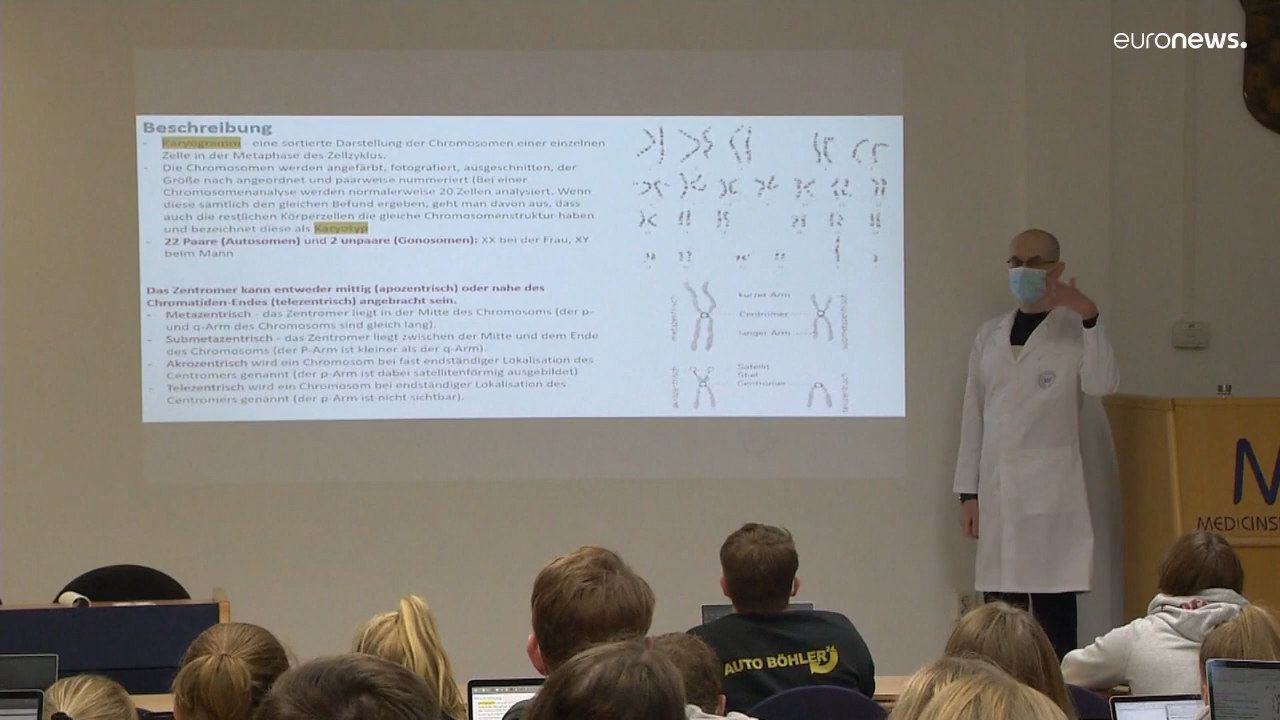 euronews.
Beschreibung
- Karyogramm - eine sortierte Darstellung der Chromosomen einer einzelnen
Zelle in der Metaphase des Zellzyklus.
- Die Chromosomen werden angefärbt, fotografiert, ausgeschnitten, der
Größe nach angeordnet und paarweise nummeriert (Bei einer
Chromosomenanalyse werden normalerweise 20 Zellen analysiert. Wenn
diese sämtlich den gleichen Befund ergeben, geht man davon aus, dass
auch die restlichen Körperzellen die gleiche Chromosomenstruktur haben
und bezeichnet diese als Karyotyp
- 22 Paare (Autosomen) und 2 unpaare (Gonosomen): XX bei der Frau, XY
beim Mann
Das Zentromer kann entweder mittig (apozentrisch) oder nahe des
Chromatiden-Endes (telezentrisch) angebracht sein.
- Metazentrisch - das Zentromer liegt in der Mitte des Chromosoms (der p-
und q-Arm des Chromosoms sind gleich lang).
- Submetazentrisch - das Zentromer liegt zwischen der Mitte und dem Ende
des Chromosoms (der P-Arm ist kleiner als der q-Arm).
- Akrozentrisch wird ein Chromosom bei fast endständiger Lokalisation des
Centromers genannt (der p-Arm ist dabei satellitenförmig ausgebildet)
- Telezentrisch wird ein Chromosom bei endständiger Lokalisation des
Centromers genannt (der p-Arm ist nicht sichtbar).
metazentrisch
kurzer Arm
Centromer
langer Arm
submetazentrisch
akrozentrisch
Satellit
Stiel
Centromer
telozentrisch
M
MEDICINS
AUTO BÖHLER